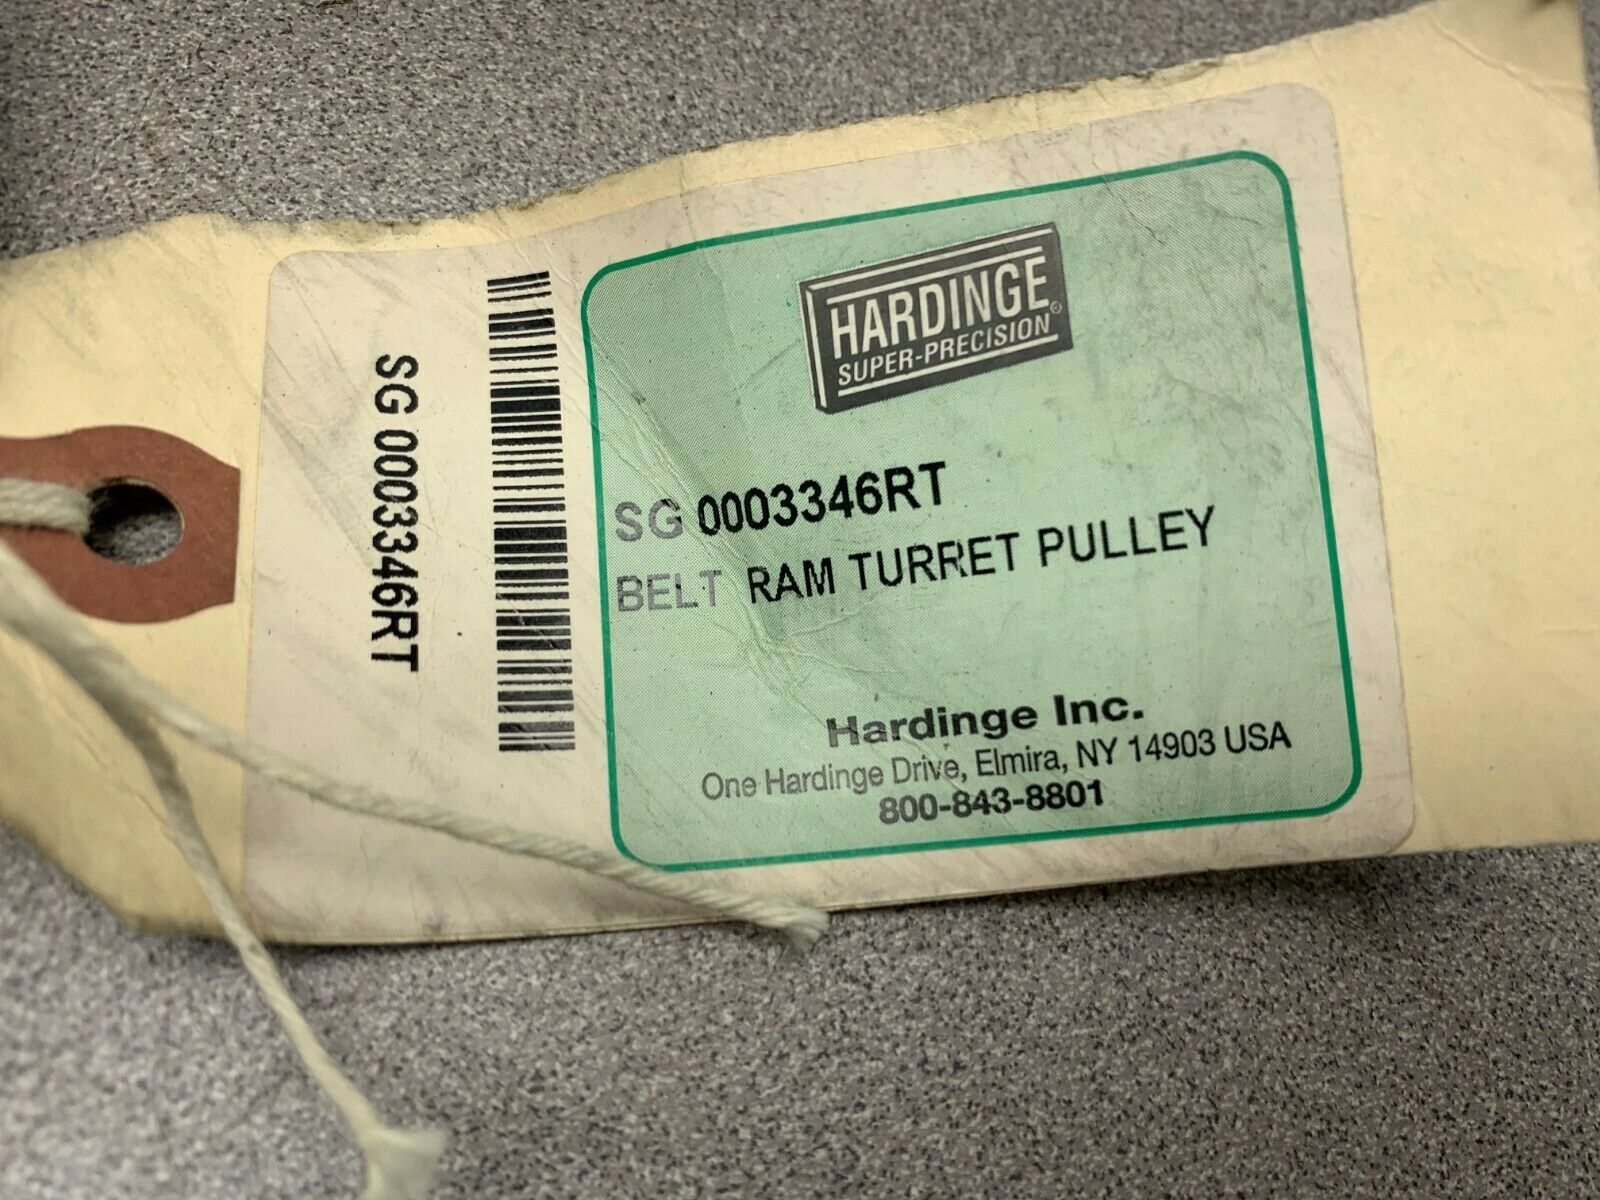 SG 0003346RT
HARDINGE®
SUPER-PRECISION
SG 0003346RT
BELT RAM TURRET PULLEY
Hardinge Inc.
One Hardinge Drive, Elmira, NY 14903 USA
800-843-8801